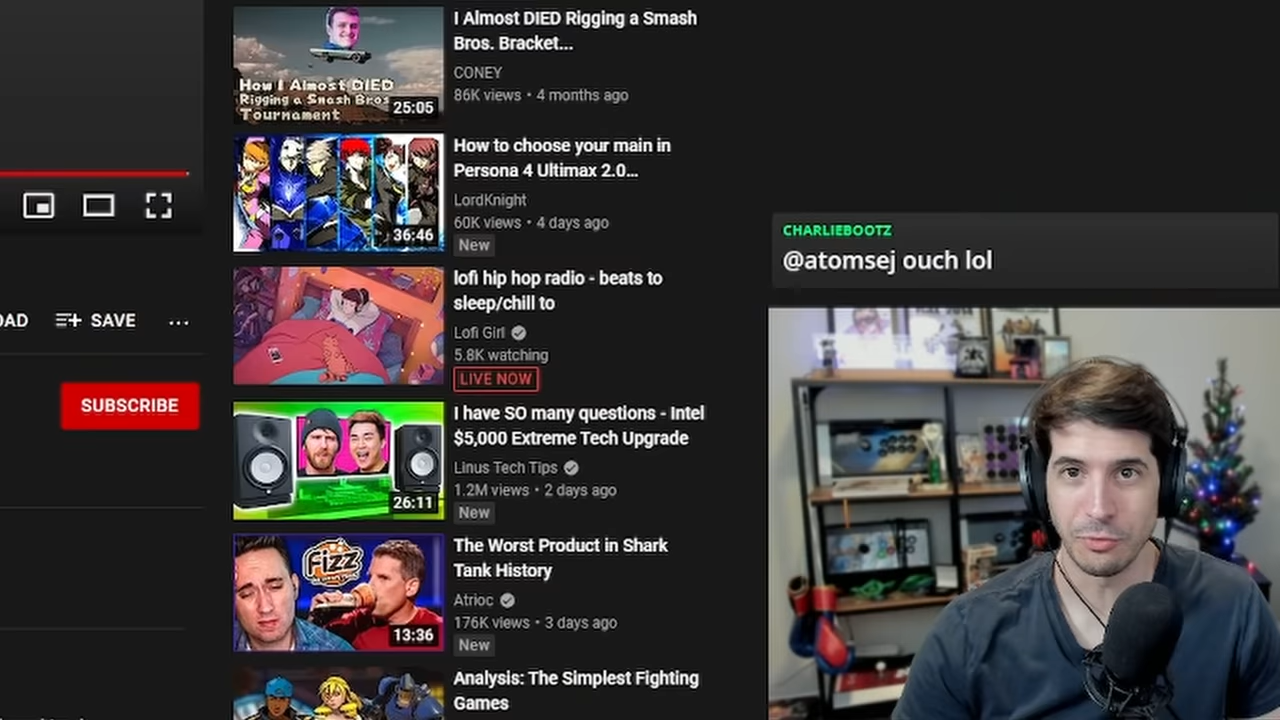 How I Almost DIED
Rigging a Smash Bros
Tournament
25:05
I Almost DIED Rigging a Smash
Bros. Bracket...
CONEY
86K views • 4 months ago
36:46
How to choose your main in
Persona 4 Ultimax 2.0...
LordKnight
60K views • 4 days ago
New
lofi hip hop radio - beats to
sleep/chill to
Lofi Girl
5.8K watching
LIVE NOW
OAD
SAVE
...
SUBSCRIBE
26:11
I have SO many questions - Intel
$5,000 Extreme Tech Upgrade
Linus Tech Tips
1.2M views • 2 days ago
New
Fizz
13:36
The Worst Product in Shark
Tank History
Atrioc
176K views • 3 days ago
New
Analysis: The Simplest Fighting
Games
CHARLIEBOOTZ
@atomsej ouch lol